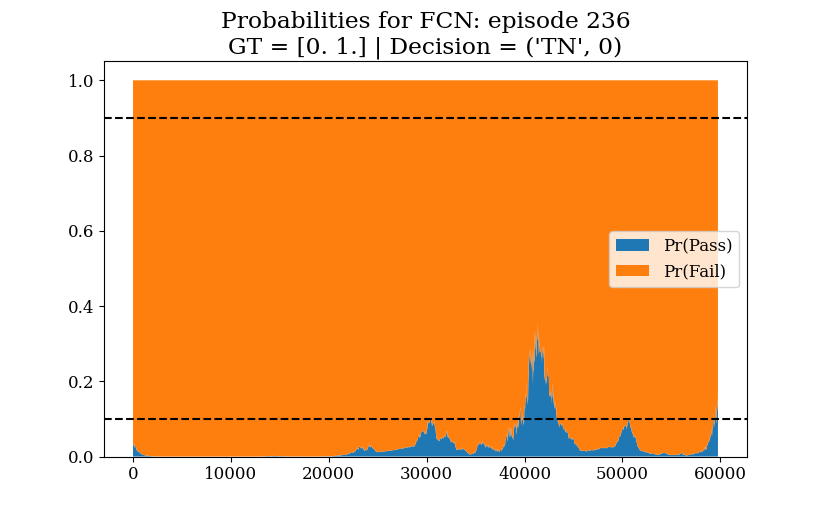 Probabilities for FCN: episode 236
GT = [0. 1.] | Decision = ('TN', 0)
1.0
0.8
0.6
0.4
0.2
0.0
Pr(Pass)
Pr(Fail)
0 10000 20000 30000 40000 50000 60000